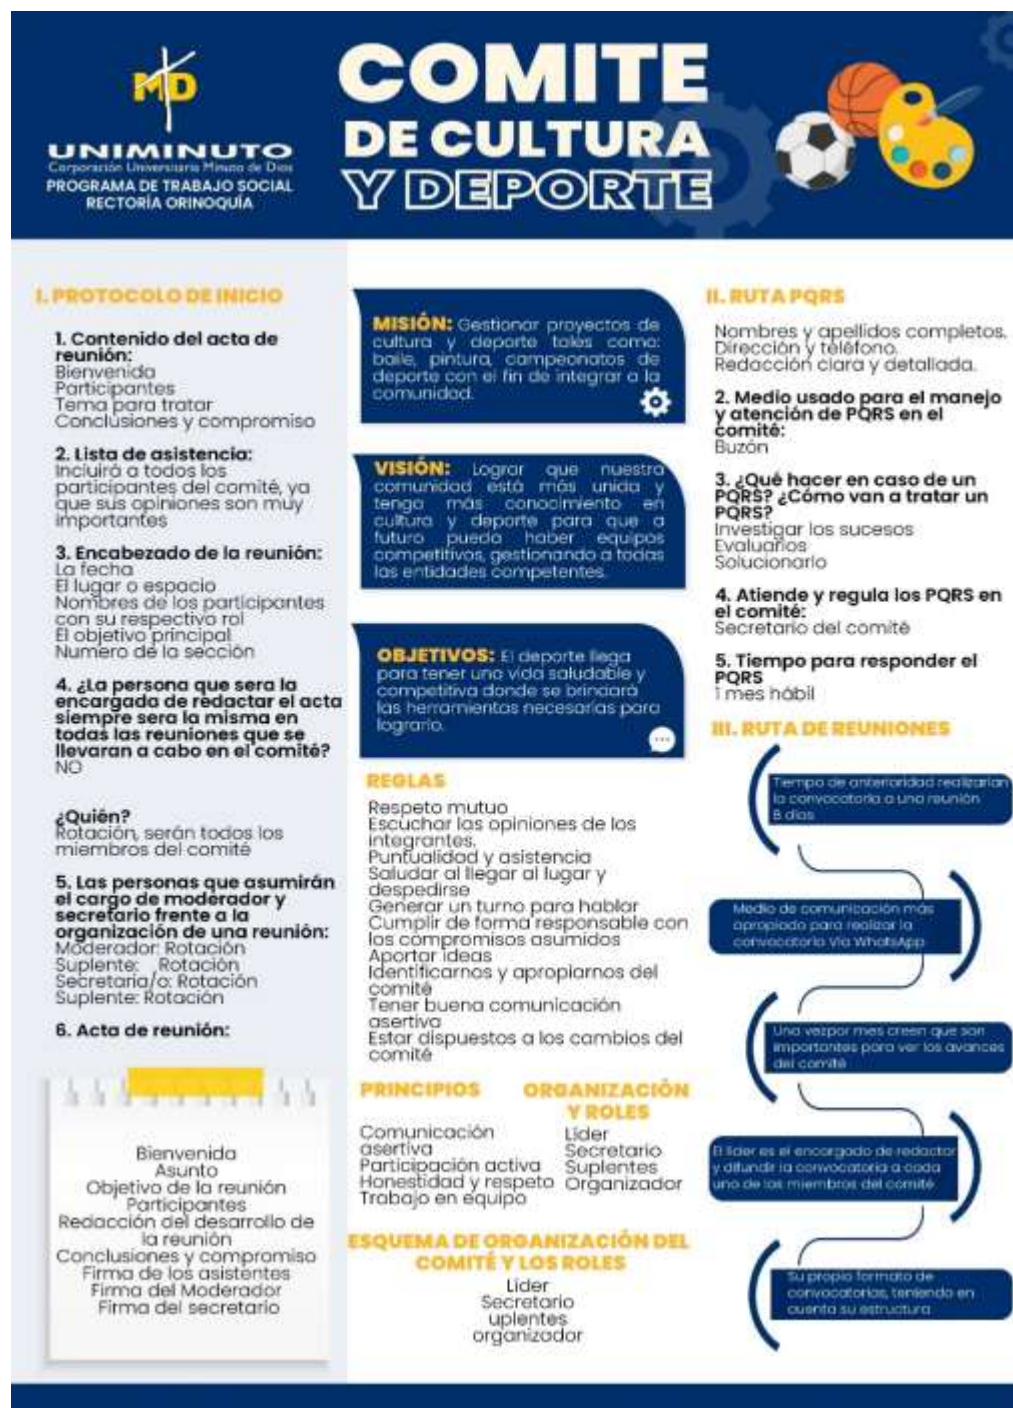 MD
UNIMINUTO
Corporación Universitaria Minuto de Dios
PROGRAMA DE TRABAJO SOCIAL
RECTORÍA ORINOQUÍA
COMITE
DE CULTURA
Y DEPORTE
I. PROTOCOLO DE INICIO
1. Contenido del acta de
reunión:
Bienvenida
Participantes
Tema para tratar
Conclusiones y compromiso
2. Lista de asistencia:
Incluirá a todos los
participantes del comité, ya
que sus opiniones son muy
importantes
3. Encabezado de la reunión:
La fecha
El lugar o espacio
Nombres de los participantes
con su respectivo rol
El objetivo principal
Numero de la sección
4. ¿La persona que sera la
encargada de redactar el acta
siempre sera la misma en
todas las reuniones que se
llevaran a cabo en el comité?
NO
¿Quién?
Rotación, serán todos los
miembros del comité
5. Las personas que asumirán
el cargo de moderador y
secretario frente a la
organización de una reunión:
Moderador: Rotación
Suplente: Rotación
Secretaria/o: Rotación
Suplente: Rotación
6. Acta de reunión:
Bienvenida
Asunto
Objetivo de la reunión
Participantes
Redacción del desarrollo de
la reunión
Conclusiones y compromiso
Firma de los asistentes
Firma del Moderador
Firma del secretario
MISIÓN: Gestionar proyectos de
cultura y deporte tales como:
baile, pintura, campeonatos de
deporte con el fin de integrar a la
comunidad.
VISIÓN: Lograr que nuestra
comunidad está más unida y
tenga más conocimiento en
cultura y deporte para que a
futuro pueda haber equipos
competitivos, gestionando a todas
las entidades competentes.
OBJETIVOS: El deporte llega
para tener una vida saludable y
competitiva donde se brindará
las herramientas necesarias para
lograrlo.
REGLAS
Respeto mutuo
Escuchar las opiniones de los
integrantes.
Puntualidad y asistencia
Saludar al llegar al lugar y
despedirse
Generar un turno para hablar
Cumplir de forma responsable con
los compromisos asumidos
Aportar ideas
Identificarnos y apropiarnos del
comité
Tener buena comunicación
asertiva
Estar dispuestos a los cambios del
comité
PRINCIPIOS
Comunicación
asertiva
Participación activa
Honestidad y respeto
Trabajo en equipo
ORGANIZACIÓN
Y ROLES
Líder
Secretario
Suplentes
Organizador
ESQUEMA DE ORGANIZACIÓN DEL
COMITÉ Y LOS ROLES
Líder
Secretario
uplentes
organizador
II. RUTA PQRS
Nombres y apellidos completos.
Dirección y teléfono.
Redacción clara y detallada.
2. Medio usado para el manejo
y atención de PQRS en el
comité:
Buzón
3. ¿Qué hacer en caso de un
PQRS? ¿Cómo van a tratar un
PQRS?
Investigar los sucesos
Evaluarlos
Solucionarlo
4. Atiende y regula los PQRS en
el comité:
Secretario del comité
5. Tiempo para responder el
PQRS
1 mes hábil
III. RUTA DE REUNIONES
Tiempo de anterioridad realizarían
la convocatoria a una reunión
8 días
Medio de comunicación más
apropiado para realizar la
convocatoria Vía WhatsApp
Una vezpor mes creen que son
importantes para ver los avances
del comité
El líder es el encargado de redactar
y difundir la convocatoria a cada
uno de los miembros del comité
Su propio formato de
convocatorias, teniendo en
cuenta su estructura